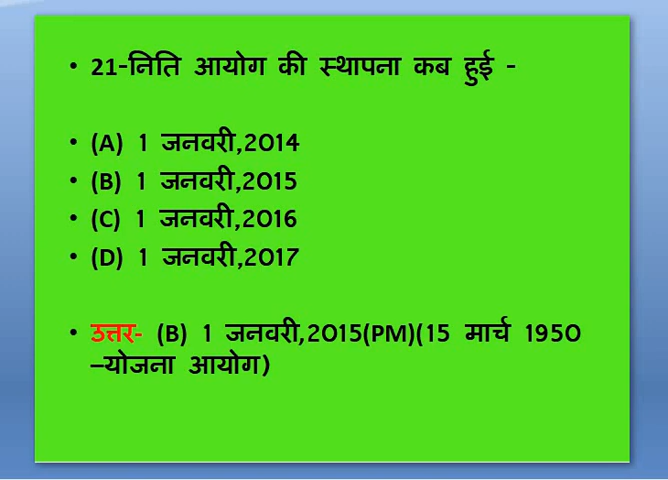 • 21-निति आयोग की स्थापना कब हुई -
• (A) 1 जनवरी,2014
• (B) 1 जनवरी,2015
• (C) 1 जनवरी,2016
• (D) 1 जनवरी,2017
• उत्तर- (B) 1 जनवरी,2015(PM)(15 मार्च 1950
–योजना आयोग)